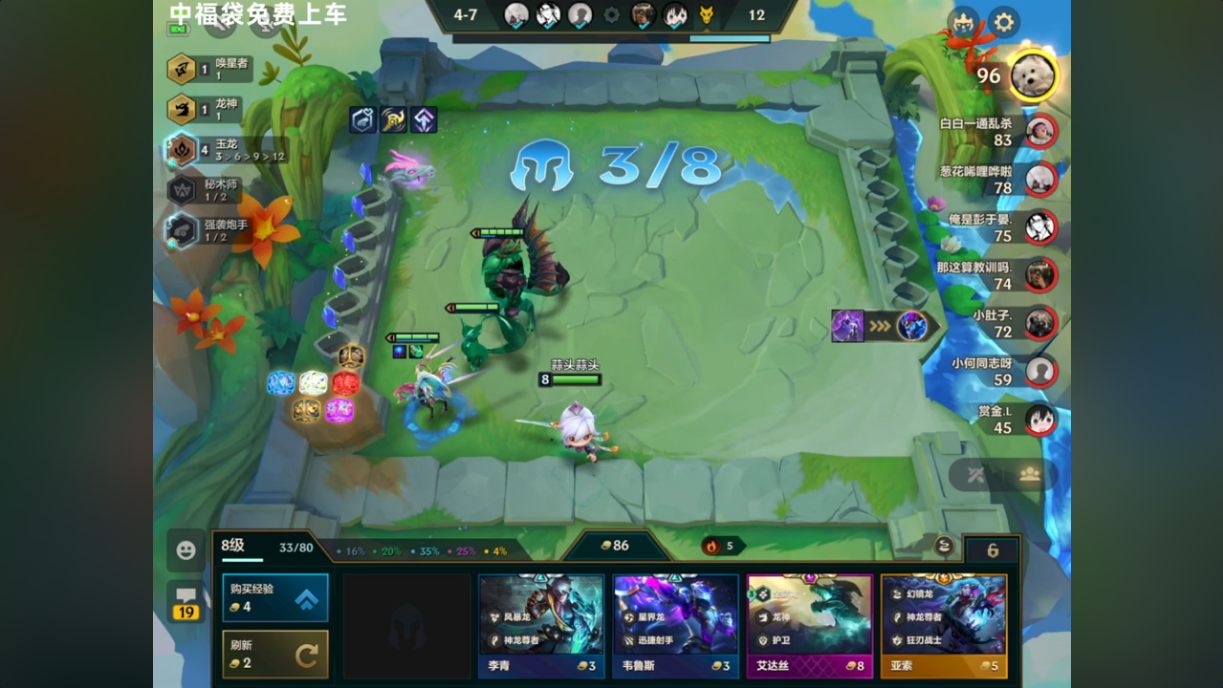 中福袋免费上车
4-7
12
1 唤星者
1
1 龙神
1
4 玉龙
3 > 6 > 9 > 12
秘术师
1 / 2
强袭炮手
1 / 2
3/8
96
白白一通乱杀
83
葱花唏哩哗啦
78
俺是彭于晏.
75
那这算教训吗.
74
小肚子.
72
小何同志呀
59
赏金.L
45
蒜头蒜头
8
8级
33/80
16% 20% 35% 25% 4%
86
5
6
购买经验
4
刷新
2
19
风暴龙
神龙尊者
李青 3
星界龙
迅捷射手
韦鲁斯 3
龙神
护卫
艾达丝 8
幻镜龙
神龙尊者
狂刃战士
亚索 5